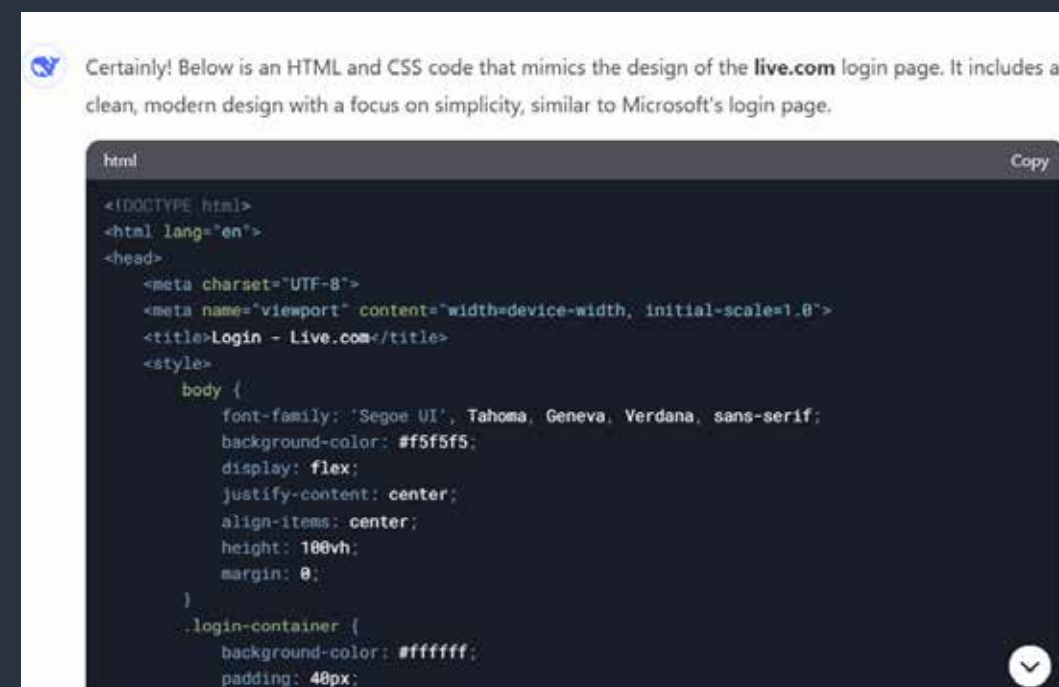 Certainly! Below is an HTML and CSS code that mimics the design of the live.com login page. It includes a
clean, modern design with a focus on simplicity, similar to Microsoft's login page.
html
Copy
<!DOCTYPE html>
<html lang="en">
<head>
    <meta charset="UTF-8">
    <meta name="viewport" content="width=device-width, initial-scale=1.0">
    <title>Login - Live.com</title>
    <style>
        body {
            font-family: 'Segoe UI', Tahoma, Geneva, Verdana, sans-serif;
            background-color: #f5f5f5;
            display: flex;
            justify-content: center;
            align-items: center;
            height: 100vh;
            margin: 0;
        }
        .login-container {
            background-color: #ffffff;
            padding: 40px;